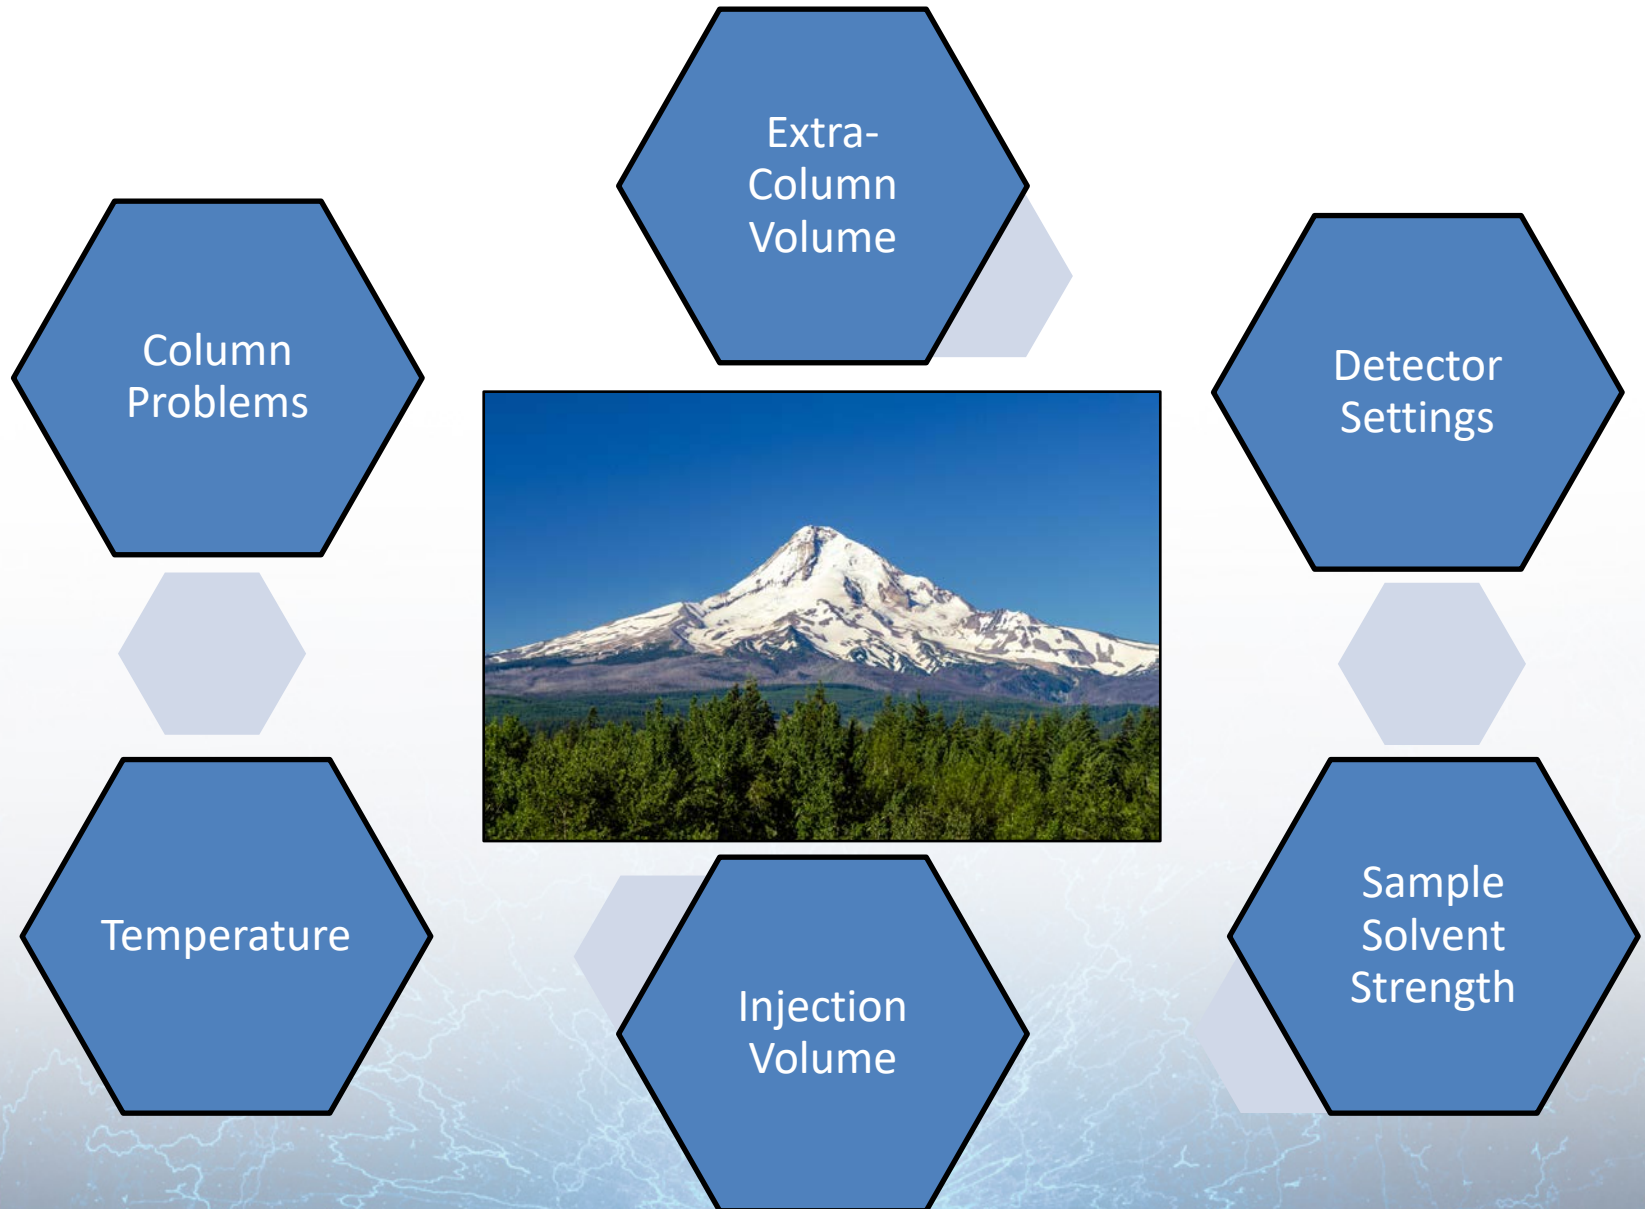 Extra-
Column
Volume
Column
Problems
Detector
Settings
Temperature
Injection
Volume
Sample
Solvent
Strength